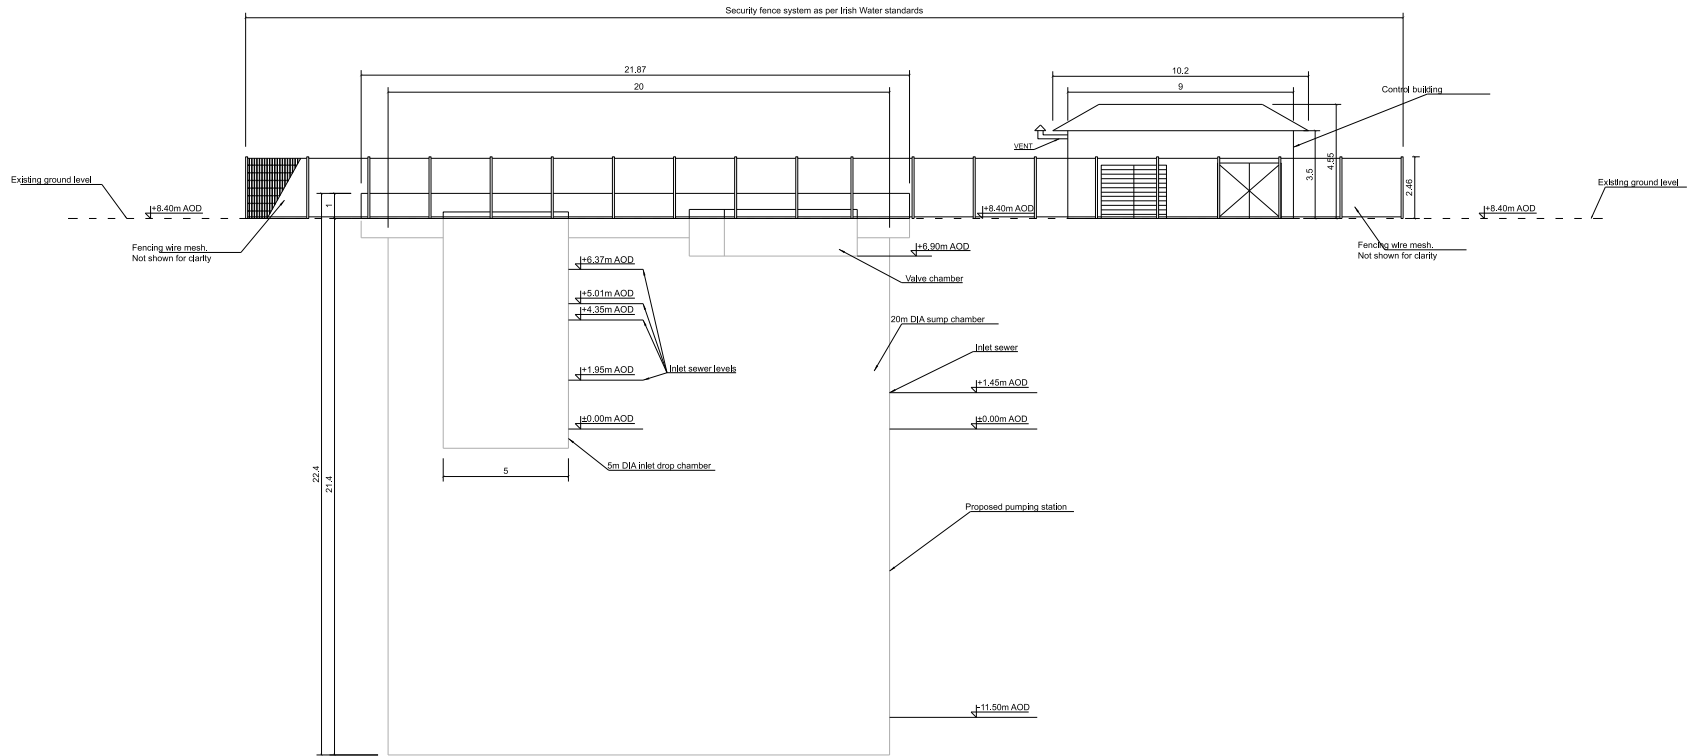 Security fence system as per Irish Water standards
21.87
10.2
20
9
Control building
VENT
4.55
3.5
2.46
Existing ground level
Existing ground level
+8.40m AOD
1
+8.40m AOD
+8.40m AOD
Fencing wire mesh.
Not shown for clarity
Fencing wire mesh.
Not shown for clarity
+6.90m AOD
+6.37m AOD
Valve chamber
+5.01m AOD
+4.35m AOD
20m DIA sump chamber
Inlet sewer
Inlet sewer levels
+1.95m AOD
+1.45m AOD
±0.00m AOD
±0.00m AOD
5m DIA inlet drop chamber
5
22.4
21.4
Proposed pumping station
-11.50m AOD